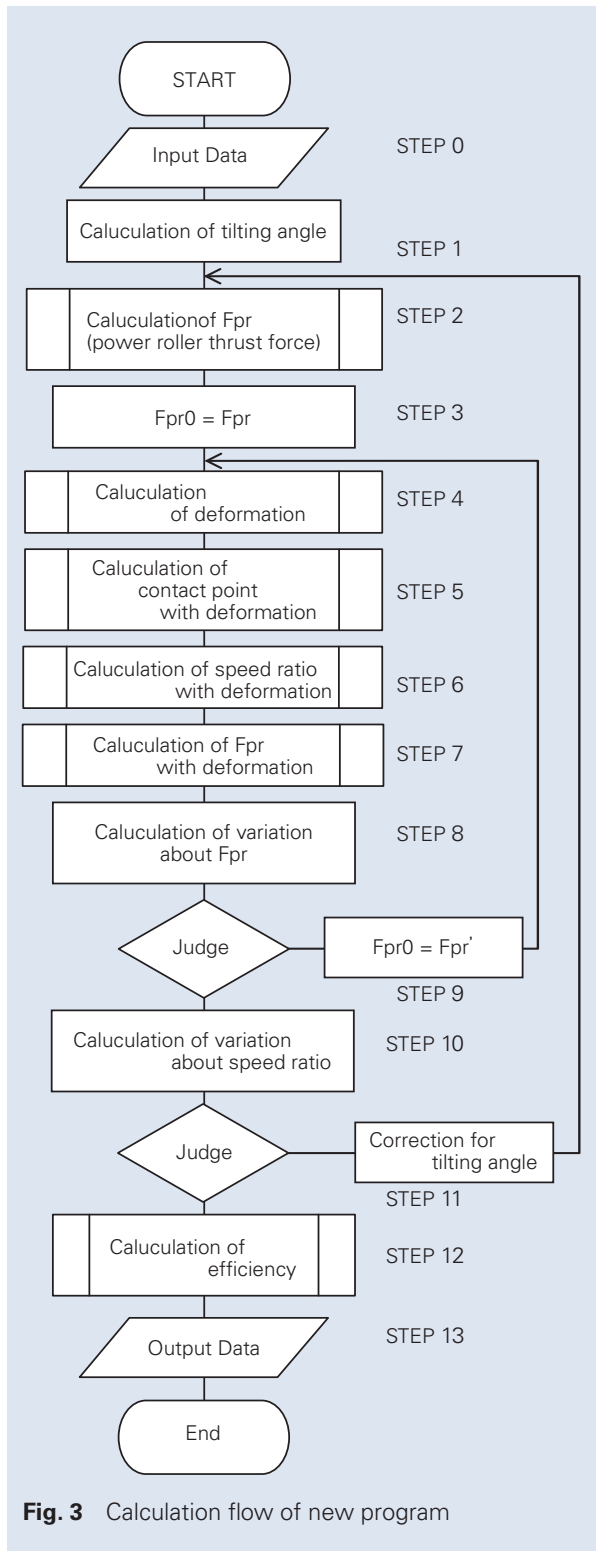 START
Input Data
STEP 0
Caluculation of tilting angle
STEP 1
Caluculationof Fpr
(power roller thrust force)
STEP 2
Fpr0 = Fpr
STEP 3
Caluculation
of deformation
STEP 4
Caluculation of
contact point
with deformation
STEP 5
Caluculation of speed ratio
with deformation
STEP 6
Caluculation of Fpr
with deformation
STEP 7
Caluculation of variation
about Fpr
STEP 8
Judge
Fpr0 = Fpr'
STEP 9
Caluculation of variation
about speed ratio
STEP 10
Judge
Correction for
tilting angle
STEP 11
Caluculation of
efficiency
STEP 12
Output Data
STEP 13
End
Fig. 3 Calculation flow of new program